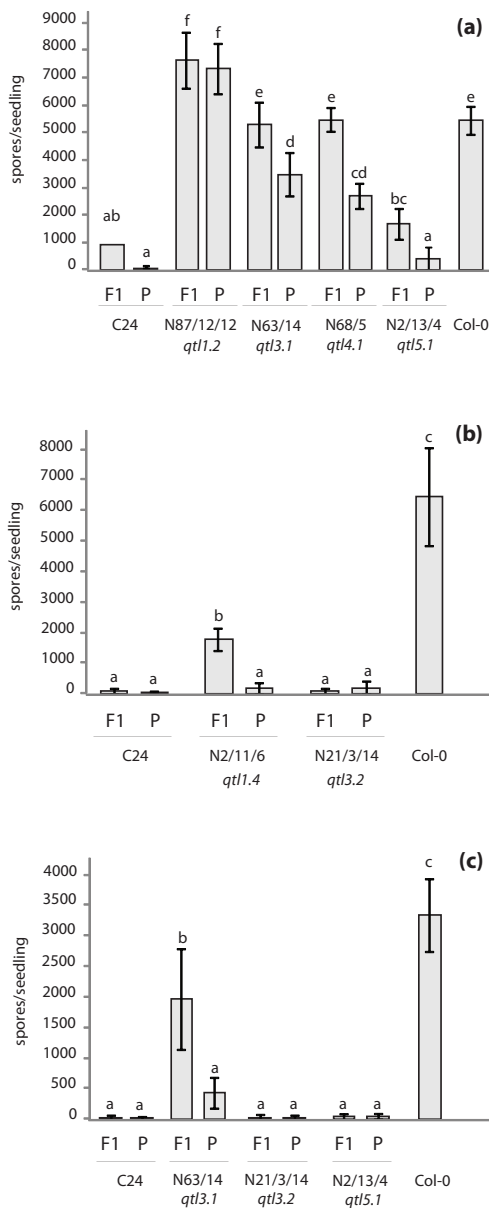 (a)
9000
8000
7000
6000
5000
4000
3000
2000
1000
0
spores/seedling
ab a f f e d e cd bc a e
F1 P F1 P F1 P F1 P F1 P
C24 N87/12/12 N63/14 N68/5 N2/13/4 Col-0
qtl1.2 qtl3.1 qtl4.1 qtl5.1
(b)
8000
7000
6000
5000
4000
3000
2000
1000
0
spores/seedling
a a b a a a c
F1 P F1 P F1 P
C24 N2/11/6 N21/3/14 Col-0
qtl1.4 qtl3.2
(c)
4000
3500
3000
2500
2000
1500
1000
500
0
spores/seedling
a a b a a a a a c
F1 P F1 P F1 P F1 P
C24 N63/14 N21/3/14 N2/13/4 Col-0
qtl3.1 qtl3.2 qtl5.1